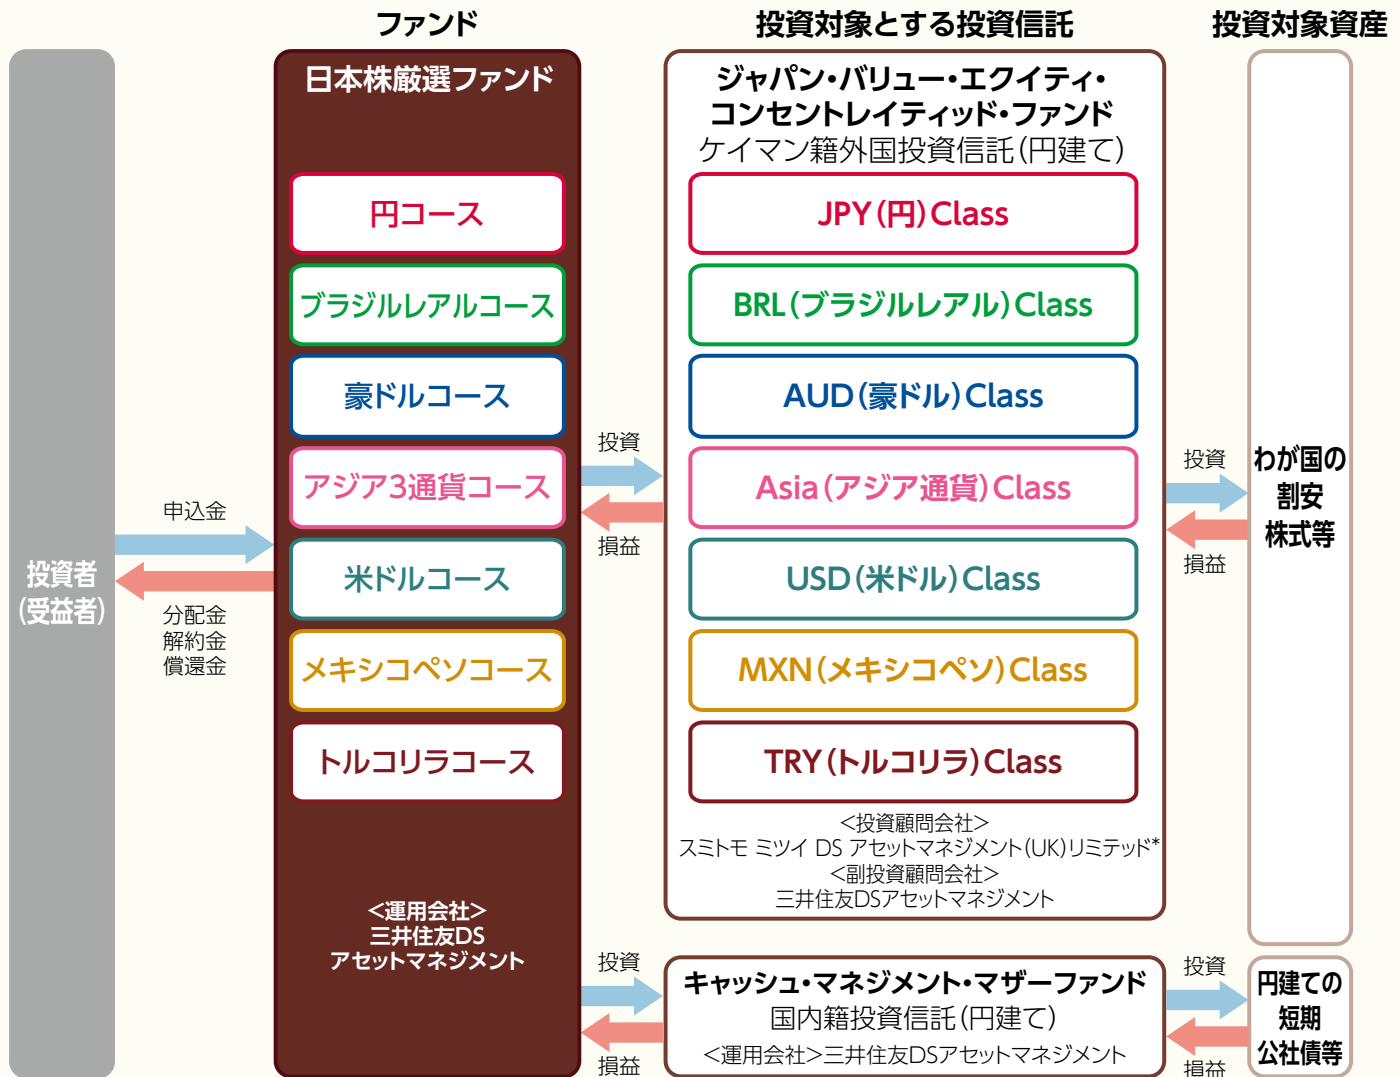 ファンド
投資対象とする投資信託
投資対象資産
投資者
(受益者)
申込金
分配金
解約金
償還金
日本株厳選ファンド
円コース
ブラジルレアルコース
豪ドルコース
アジア3通貨コース
米ドルコース
メキシコペソコース
トルコリラコース
<運用会社>
三井住友DS
アセットマネジメント
投資
損益
ジャパン・バリュー・エクイティ・
コンセントレイティッド・ファンド
ケイマン籍外国投資信託(円建て)
JPY(円)Class
BRL(ブラジルレアル)Class
AUD(豪ドル)Class
Asia(アジア通貨)Class
USD(米ドル)Class
MXN(メキシコペソ)Class
TRY(トルコリラ)Class
<投資顧問会社>
スミトモ ミツイ DS アセットマネジメント(UK)リミテッド*
<副投資顧問会社>
三井住友DSアセットマネジメント
投資
損益
わが国の
割安
株式等
投資
損益
キャッシュ・マネジメント・マザーファンド
国内籍投資信託(円建て)
<運用会社>三井住友DSアセットマネジメント
投資
損益
円建ての
短期
公社債等